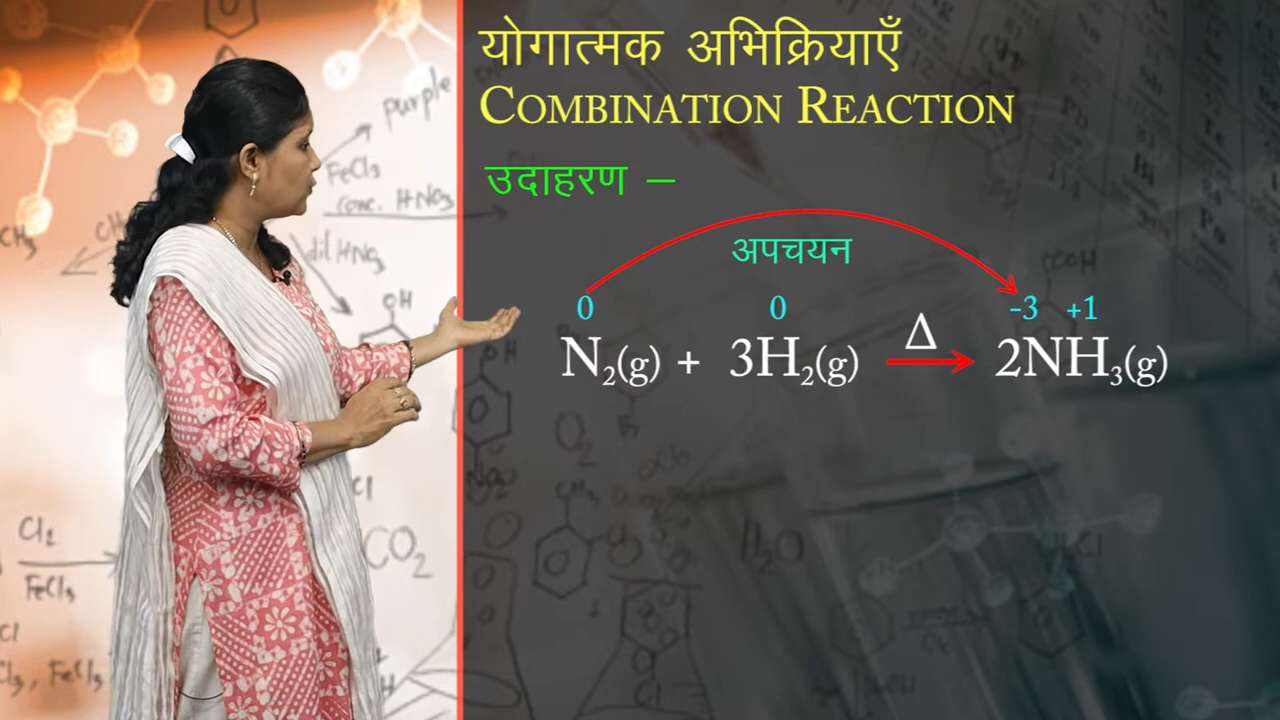 योगात्मक अभिक्रियाएँ
COMBINATION REACTION
उदाहरण –
अपचयन
0 0 -3 +1
N₂(g) + 3H₂(g) Δ → 2NH₃(g)
purple
FeCl₃
conc. HNO₃
dil HNO₃
OH
CH₃
Cl₂
FeCl₃
CO₂
O₂
H₂O